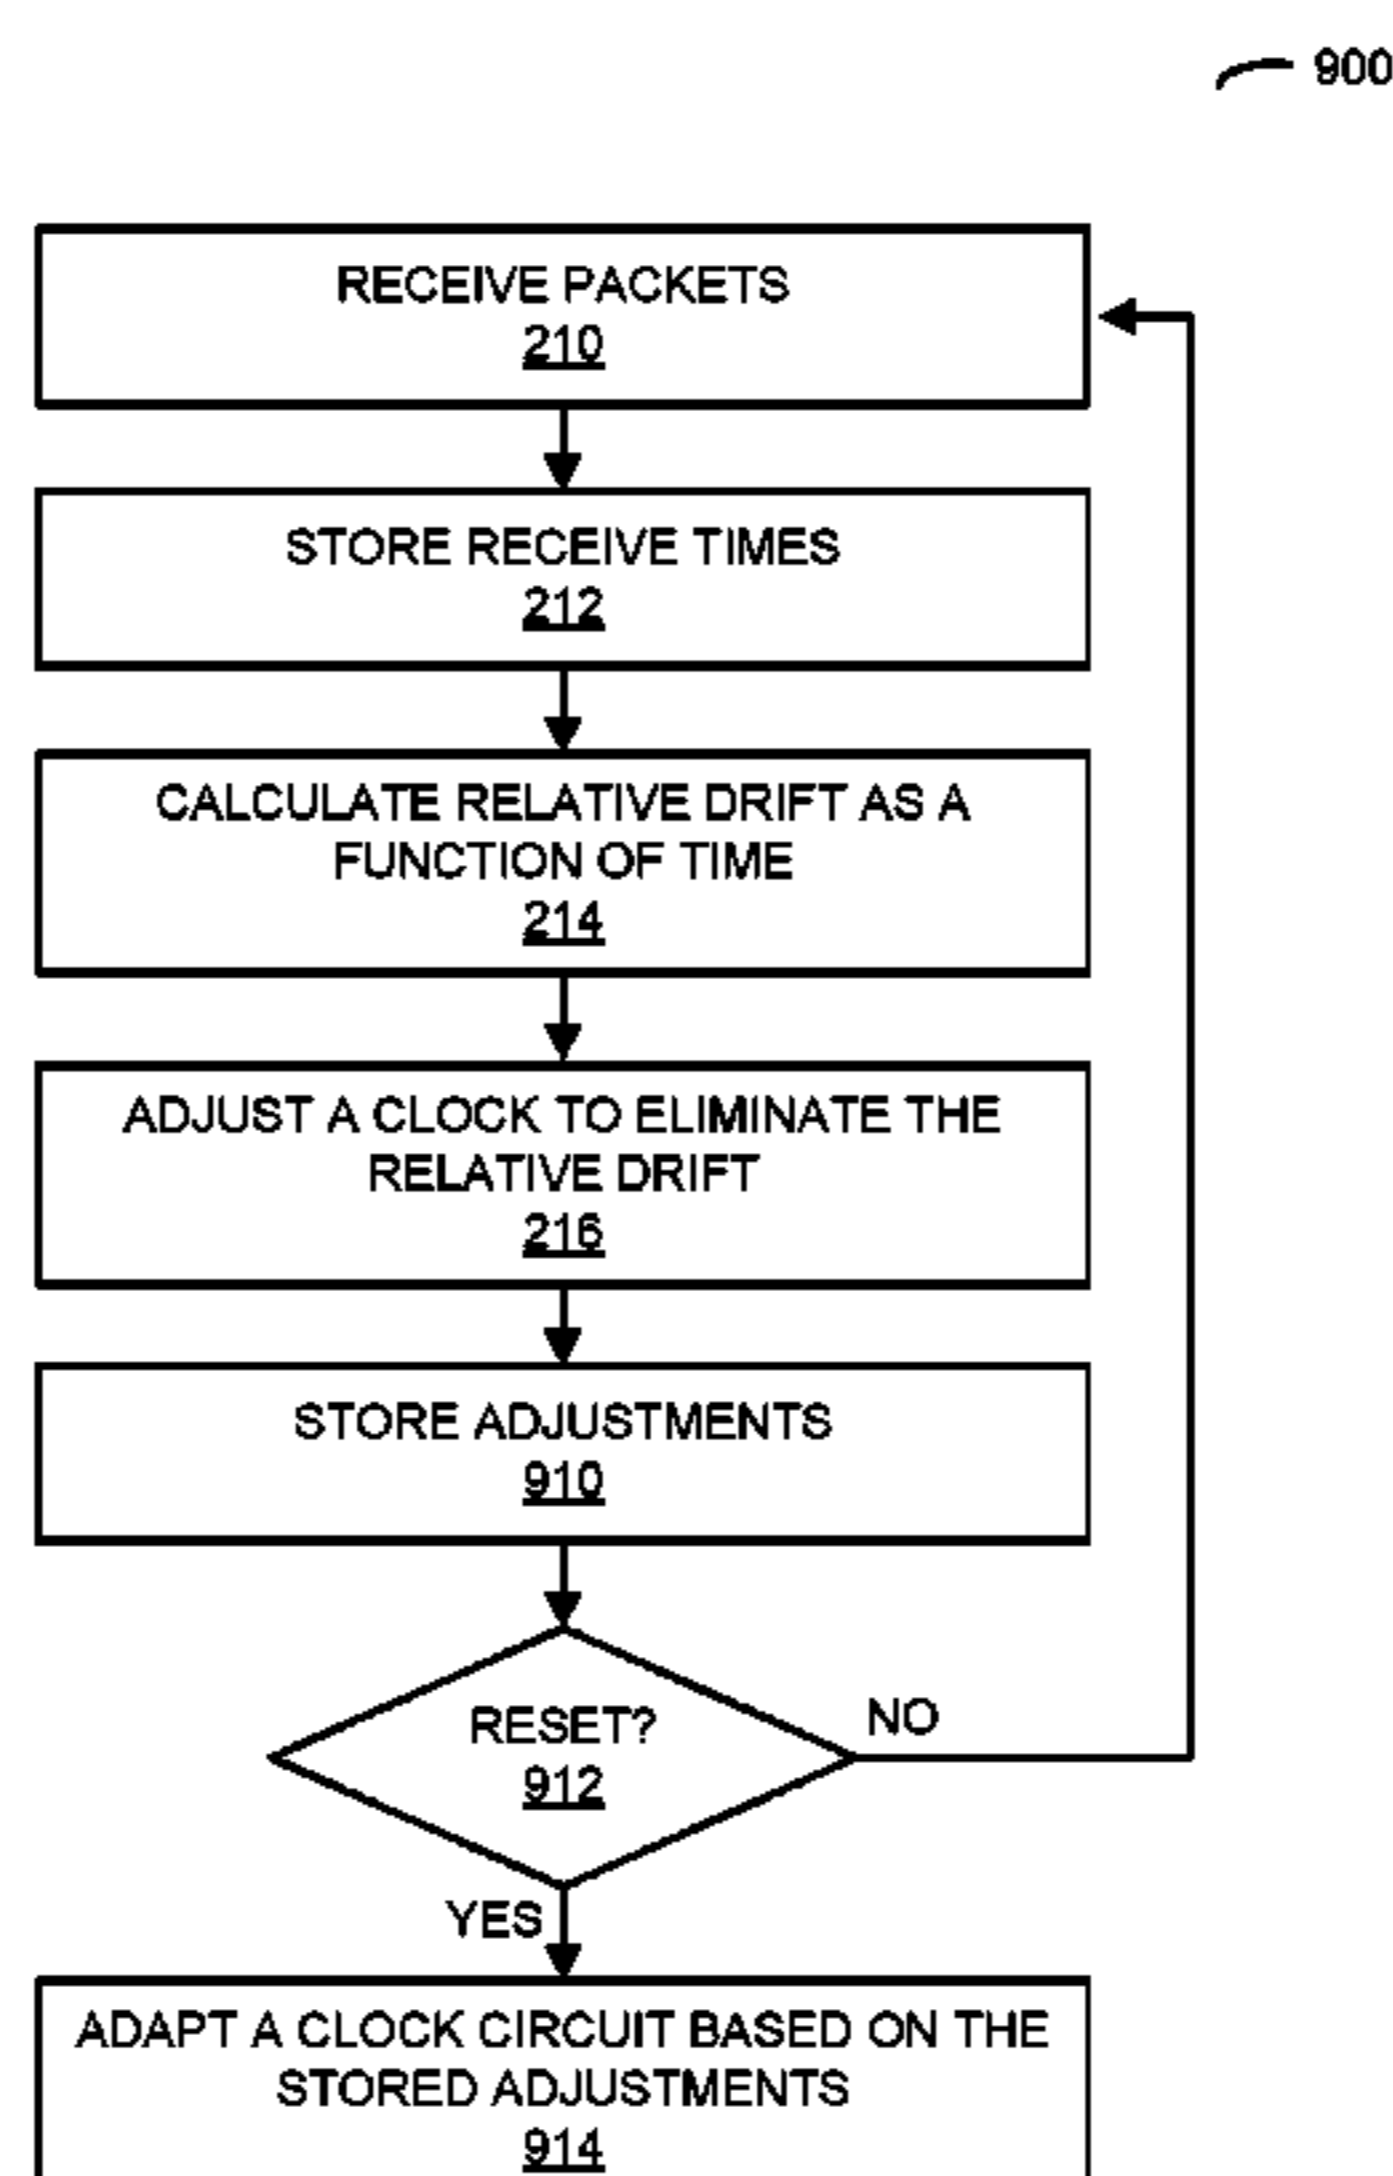 900
RECEIVE PACKETS
210
STORE RECEIVE TIMES
212
CALCULATE RELATIVE DRIFT AS A
FUNCTION OF TIME
214
ADJUST A CLOCK TO ELIMINATE THE
RELATIVE DRIFT
216
STORE ADJUSTMENTS
910
RESET?
912
NO
YES
ADAPT A CLOCK CIRCUIT BASED ON THE
STORED ADJUSTMENTS
914